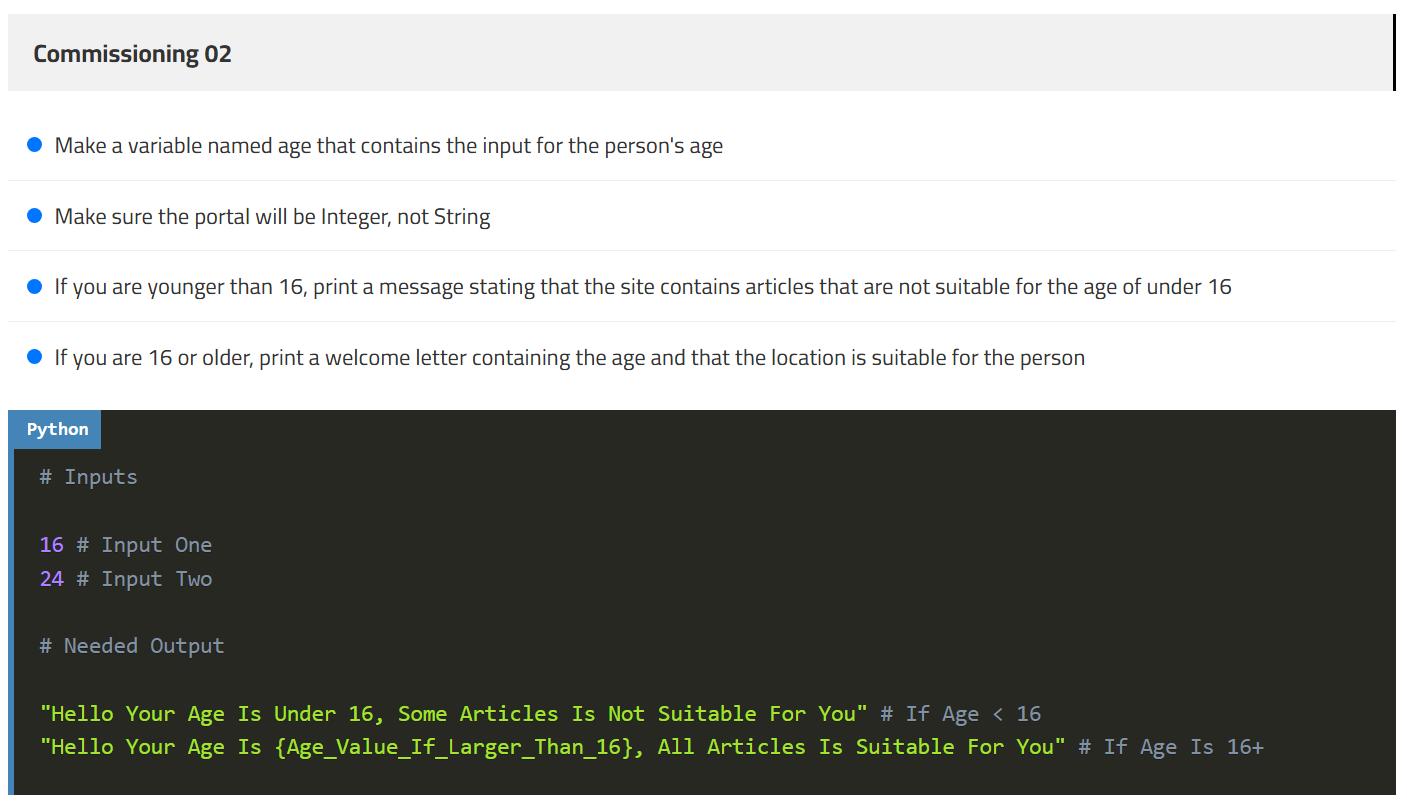 Commissioning 02
Make a variable named age that contains the input for the person's age
Make sure the portal will be Integer, not String
If you are younger than 16, print a message stating that the site contains articles that are not suitable for the age of under 16
If you are 16 or older, print a welcome letter containing the age and that the location is suitable for the person
Python
# Inputs
16 # Input One
24 # Input Two
# Needed Output
"Hello Your Age Is Under 16, Some Articles Is Not Suitable For You" # If Age < 16
"Hello Your Age Is {Age_Value_If_Larger_Than_16}, All Articles Is Suitable For You" # If Age Is 16+